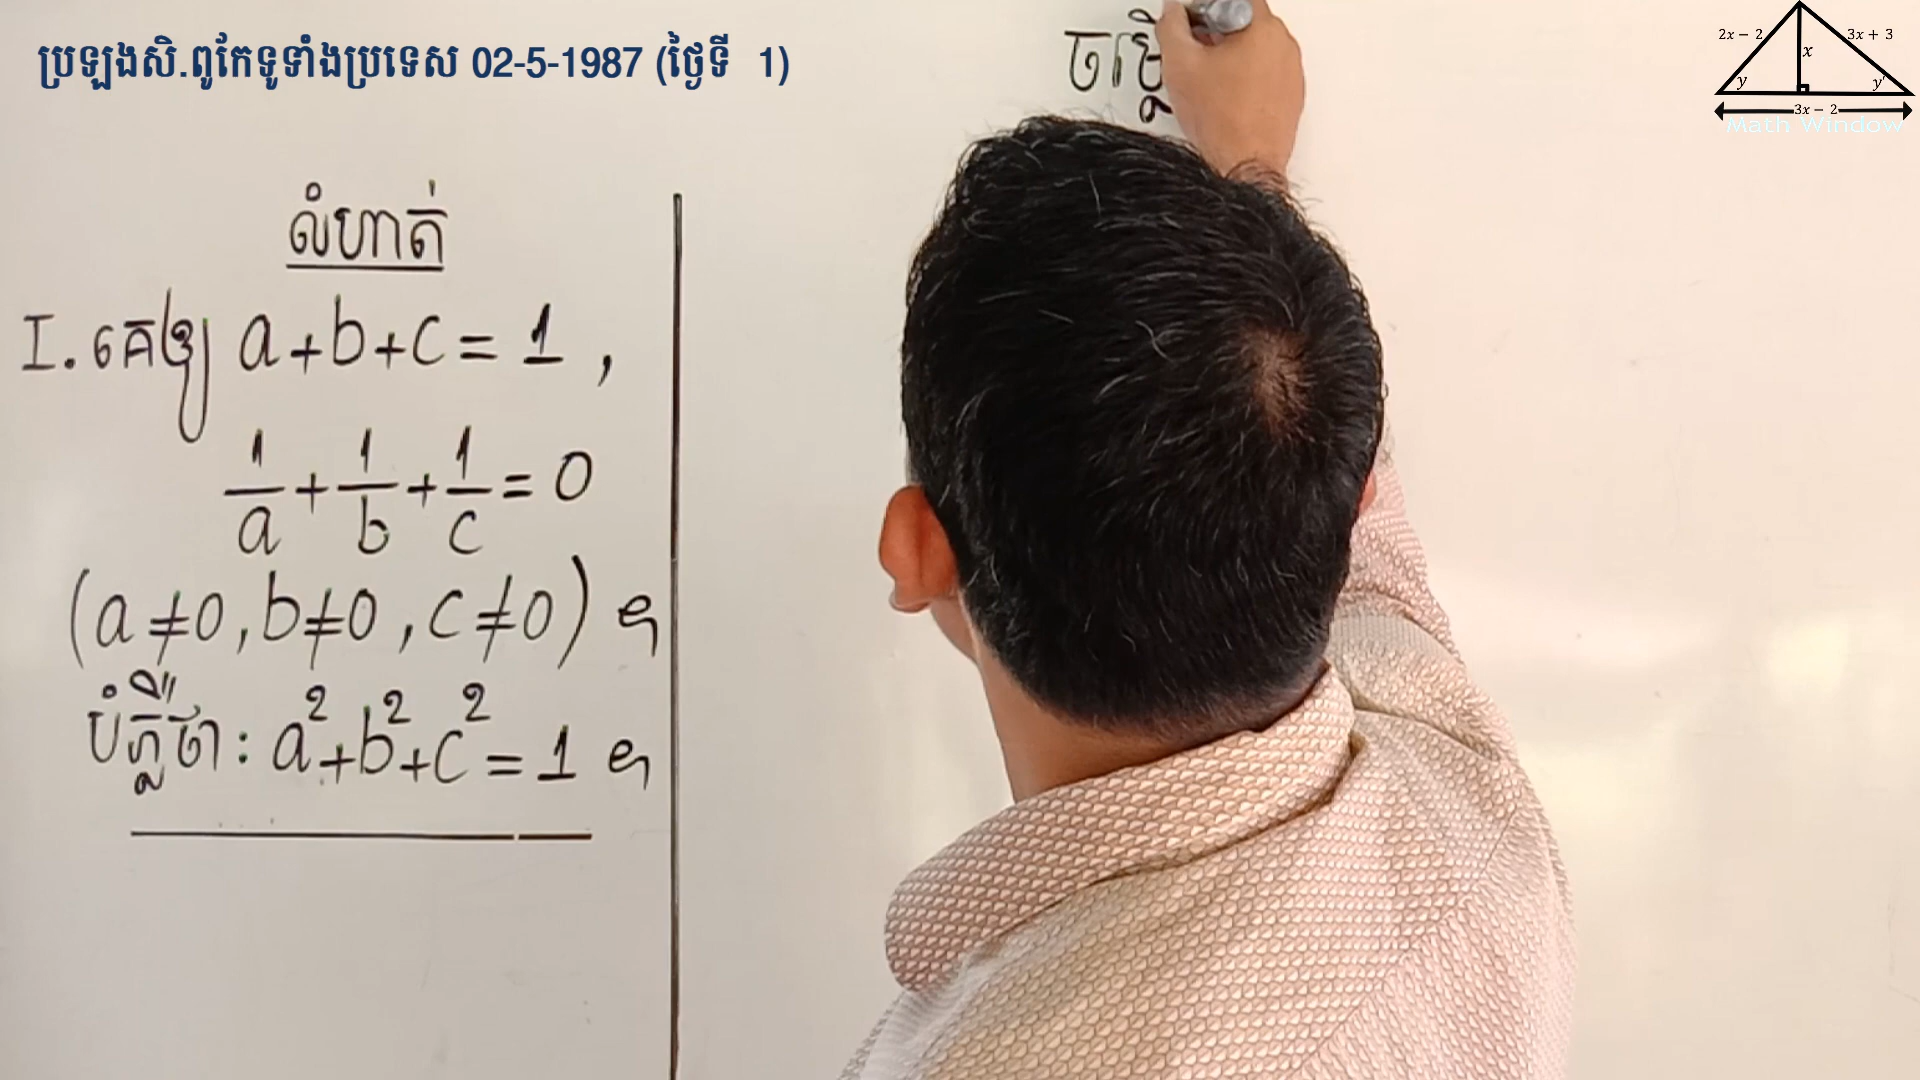 ប្រឡងសិ.ពូកែទូទាំងប្រទេស 02-5-1987 (ថ្ងៃទី 1)
លំហាត់
I. គេឲ្យ a+b+c = 1 ,
1/a + 1/b + 1/c = 0
(a≠0, b≠0, c≠0) ។
បំភ្លឺថា: a²+b²+c² = 1 ។
2x − 2
3x + 3
x
y
y'
3x − 2
Math Window